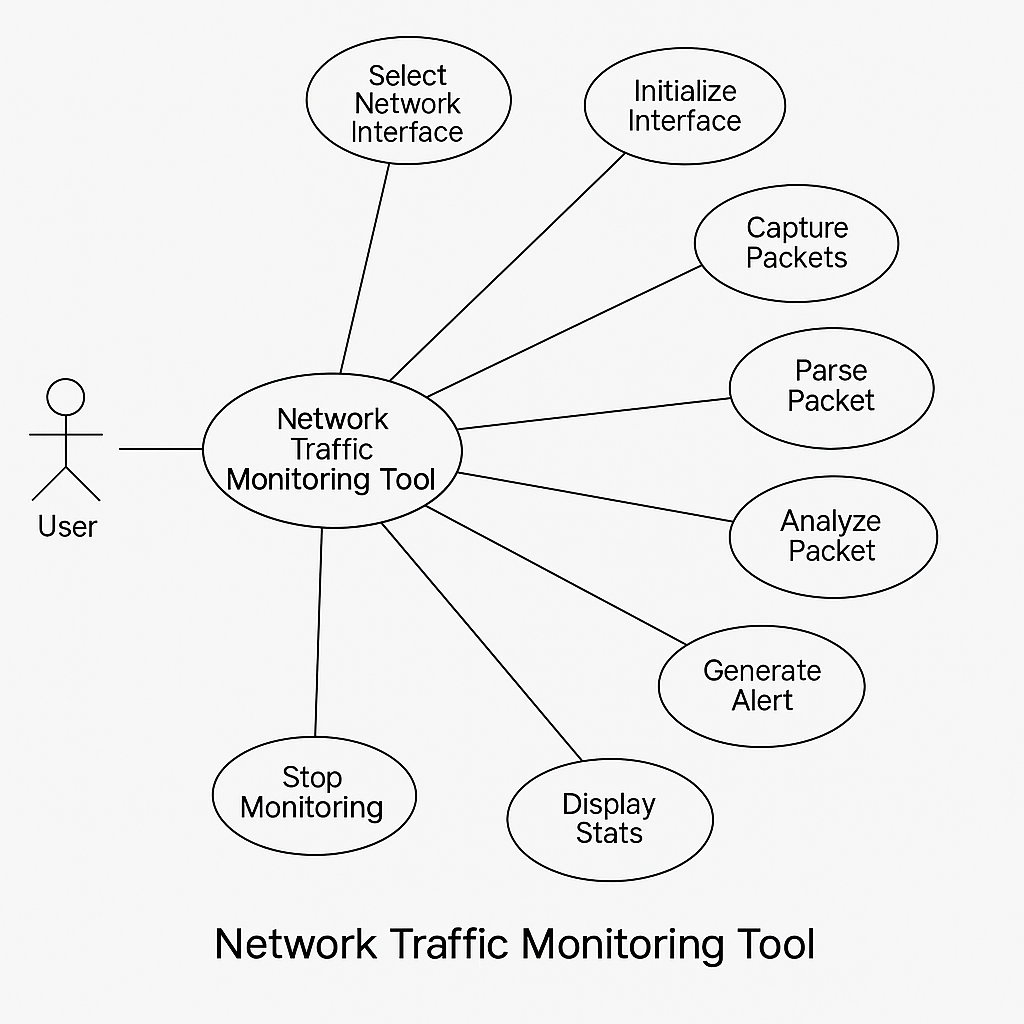 Select
Network
Interface
Initialize
Interface
Capture
Packets
Parse
Packet
Network
Traffic
Monitoring Tool
User
Analyze
Packet
Generate
Alert
Stop
Monitoring
Display
Stats
Network Traffic Monitoring Tool